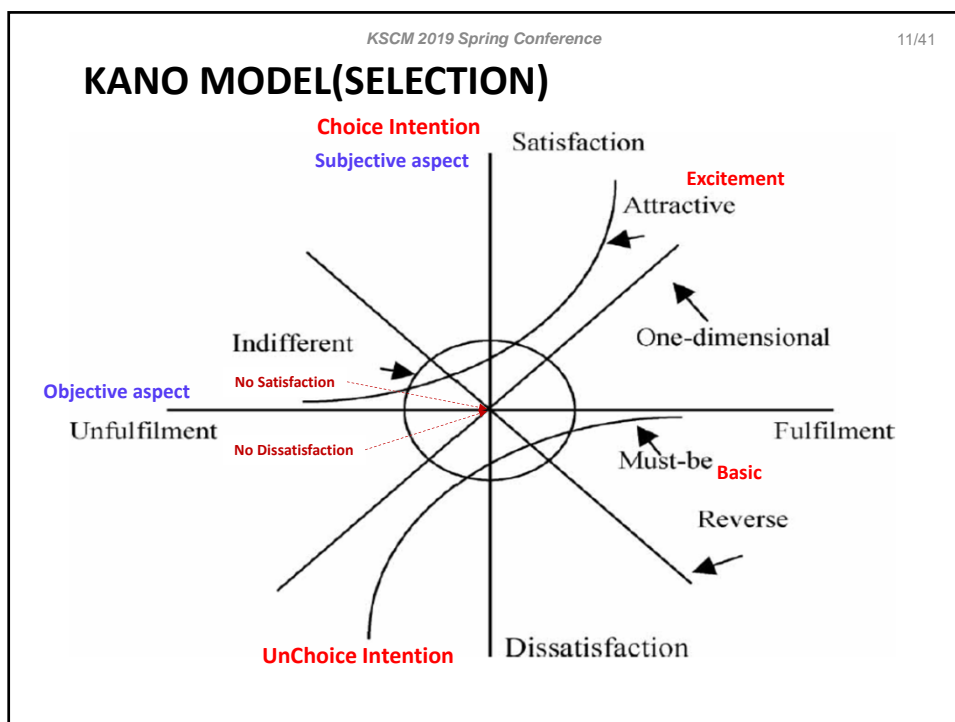 KSCM 2019 Spring Conference
11/41
KANO MODEL(SELECTION)
Choice Intention
Satisfaction
Subjective aspect
Excitement
Attractive
Indifferent
One-dimensional
No Satisfaction
Objective aspect
Unfulfilment
Fulfilment
No Dissatisfaction
Must-be
Basic
Reverse
UnChoice Intention
Dissatisfaction